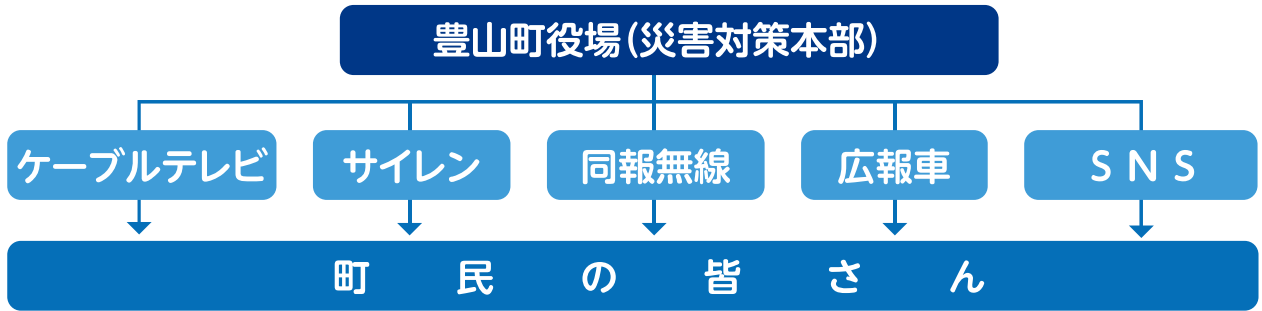 豊山町役場（災害対策本部）
ケーブルテレビ
サイレン
同報無線
広報車
ＳＮＳ
町民の皆さん